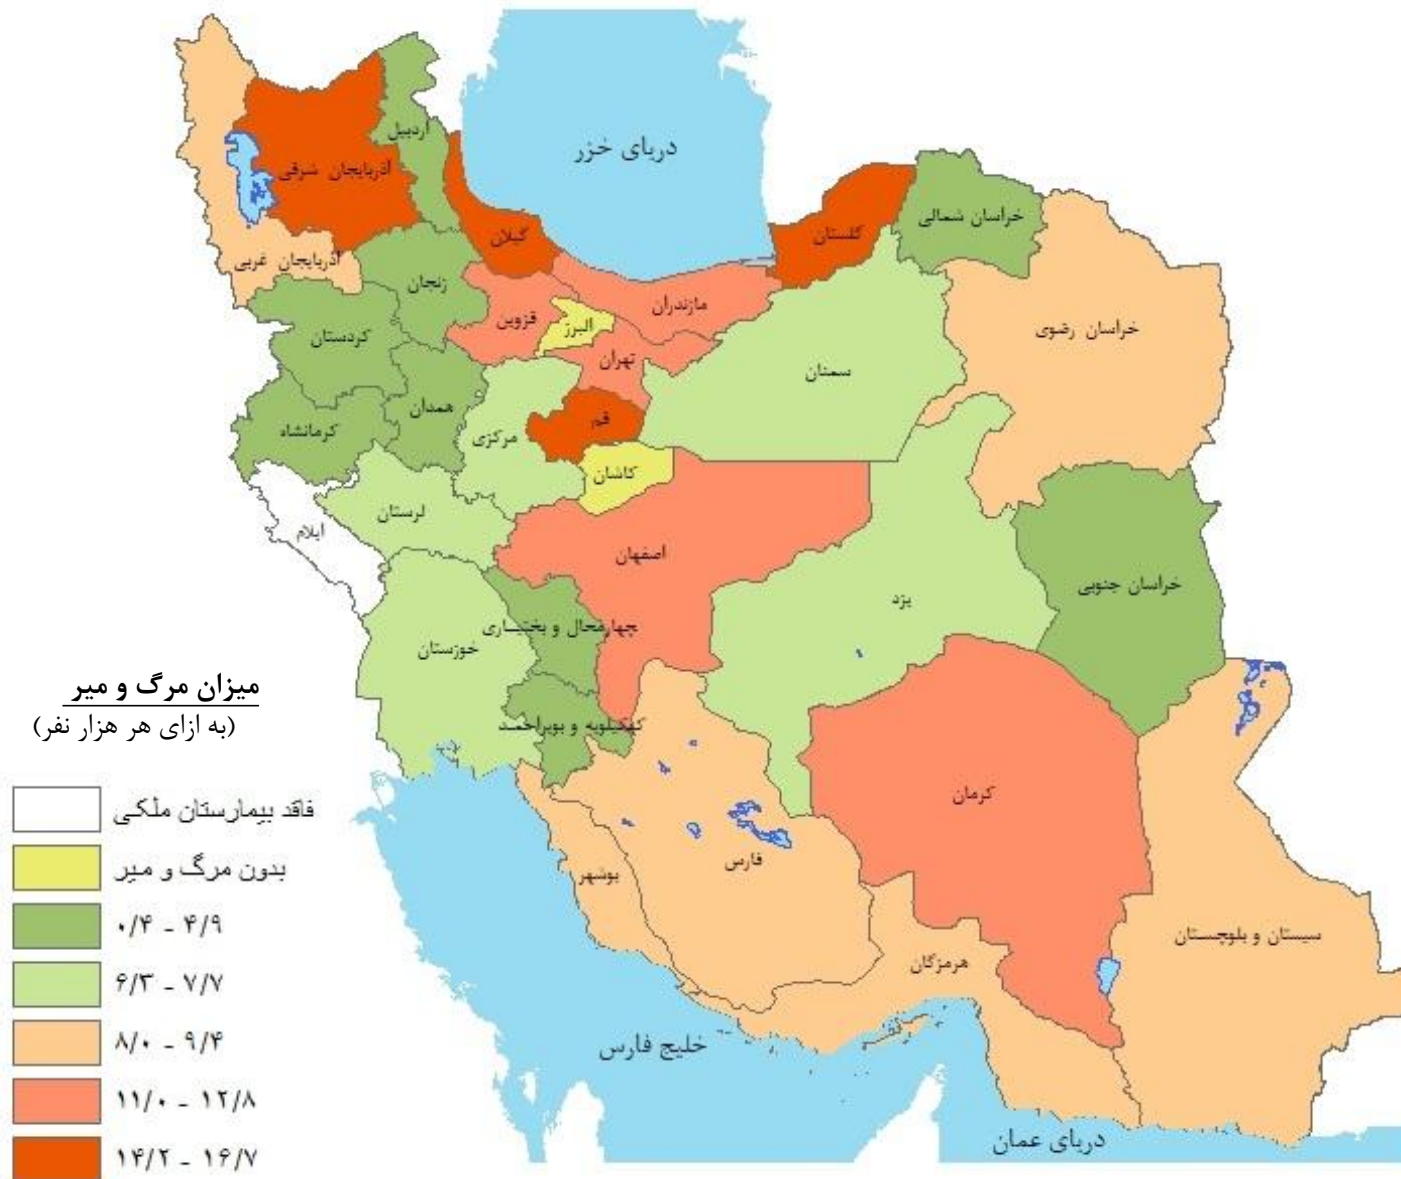 دریای خزر
اردبیل
آذربایجان شرقی
خراسان شمالی
گلستان
گیلان
آذربایجان غربی
زنجان
مازندران
قزوین
البرز
خراسان رضوی
کردستان
تهران
سمنان
همدان
قم
کرمانشاه
مرکزی
کاشان
لرستان
ایلام
اصفهان
خراسان جنوبی
یزد
چهارمحال و بختیاری
خوزستان
کهکیلویه و بویراحمد
کرمان
فارس
بوشهر
سیستان و بلوچستان
هرمزگان
خلیج فارس
دریای عمان
میزان مرگ و میر
(به ازای هر هزار نفر)
فاقد بیمارستان ملکی
بدون مرگ و میر
۰/۴ - ۴/۹
۶/۳ - ۷/۷
۸/۰ - ۹/۴
۱۱/۰ - ۱۲/۸
۱۴/۲ - ۱۶/۷